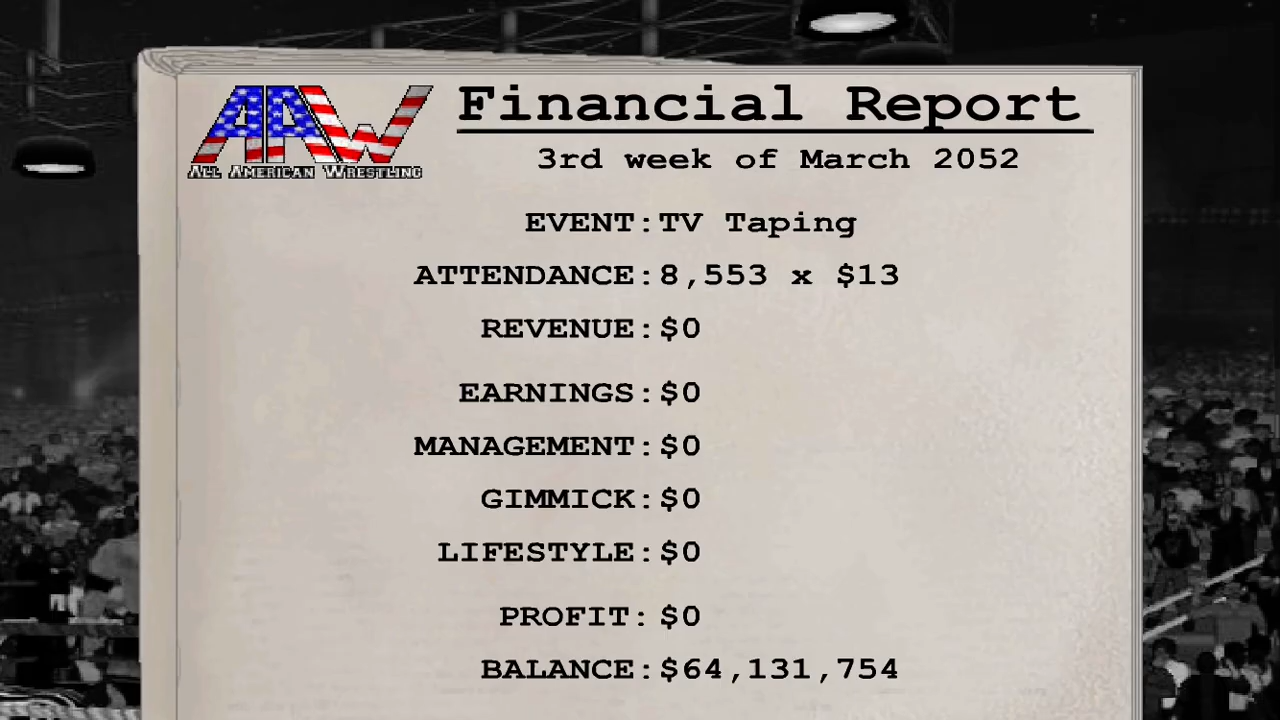 AAW
ALL AMERICAN WRESTLING
Financial Report
3rd week of March 2052
EVENT: TV Taping
ATTENDANCE: 8,553 x $13
REVENUE: $0
EARNINGS: $0
MANAGEMENT: $0
GIMMICK: $0
LIFESTYLE: $0
PROFIT: $0
BALANCE: $64,131,754